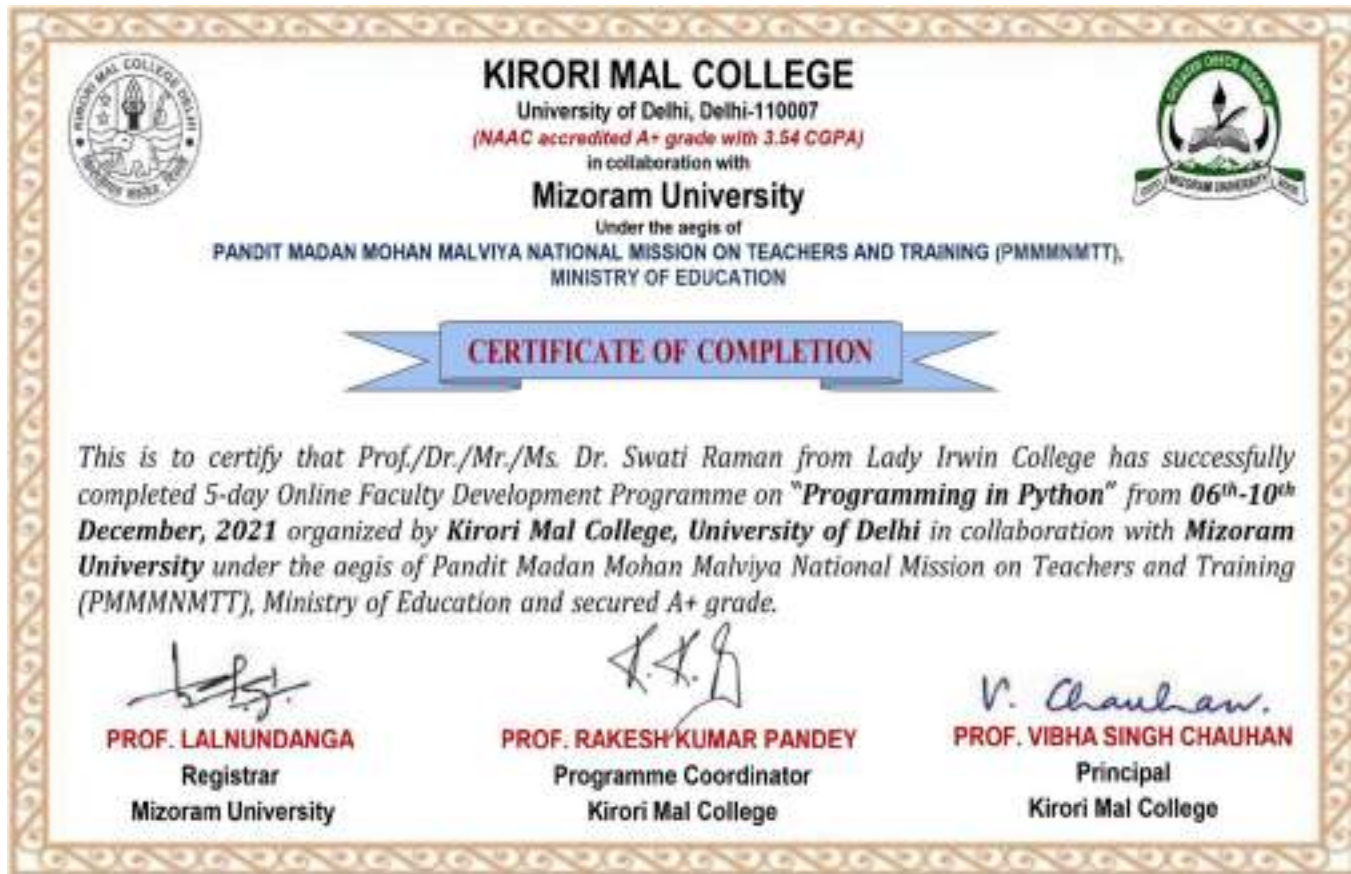 KIRORI MAL COLLEGE
University of Delhi, Delhi-110007
(NAAC accredited A+ grade with 3.54 CGPA)
in collaboration with
Mizoram University
Under the aegis of
PANDIT MADAN MOHAN MALVIYA NATIONAL MISSION ON TEACHERS AND TRAINING (PMMMNMTT),
MINISTRY OF EDUCATION
KIRORI MAL COLLEGE DELHI
MIZORAM UNIVERSITY
CERTIFICATE OF COMPLETION
This is to certify that Prof./Dr./Mr./Ms. Dr. Swati Raman from Lady Irwin College has successfully
completed 5-day Online Faculty Development Programme on "Programming in Python" from 06th-10th
December, 2021 organized by Kirori Mal College, University of Delhi in collaboration with Mizoram
University under the aegis of Pandit Madan Mohan Malviya National Mission on Teachers and Training
(PMMMNMTT), Ministry of Education and secured A+ grade.
V. Chauhan.
PROF. LALNUNDANGA
Registrar
Mizoram University
PROF. RAKESH KUMAR PANDEY
Programme Coordinator
Kirori Mal College
PROF. VIBHA SINGH CHAUHAN
Principal
Kirori Mal College